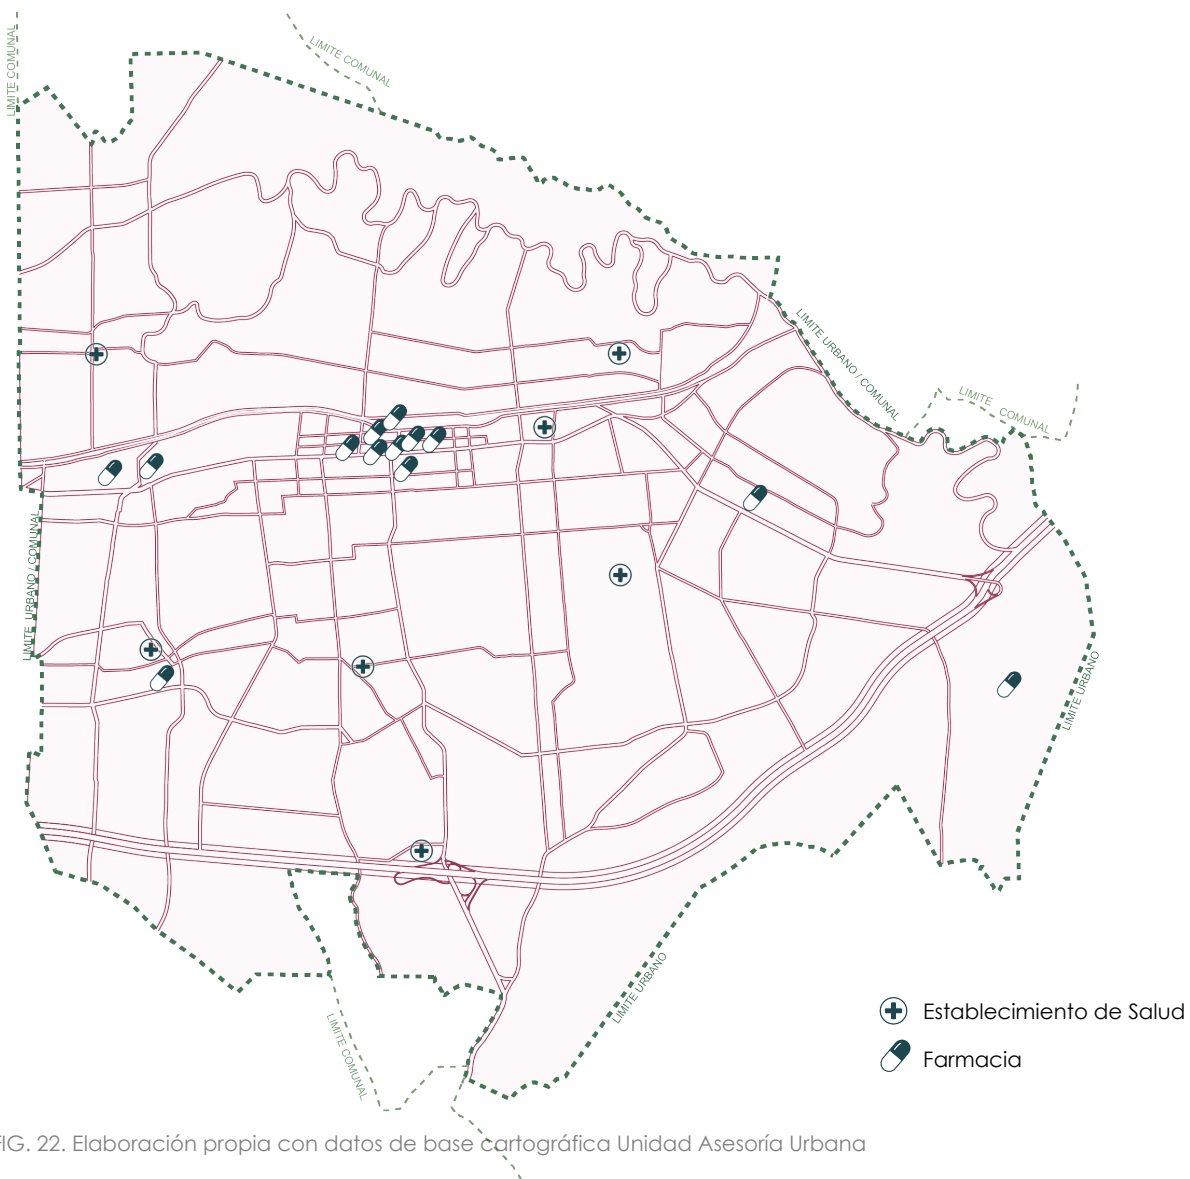 LIMITE COMUNAL
LIMITE COMUNAL
LIMITE URBANO / COMUNAL
LIMITE COMUNAL
LIMITE URBANO / COMUNAL
LIMITE URBANO
LIMITE URBANO
LIMITE COMUNAL
Establecimiento de Salud
Farmacia
FIG. 22. Elaboración propia con datos de base cartográfica Unidad Asesoría Urbana